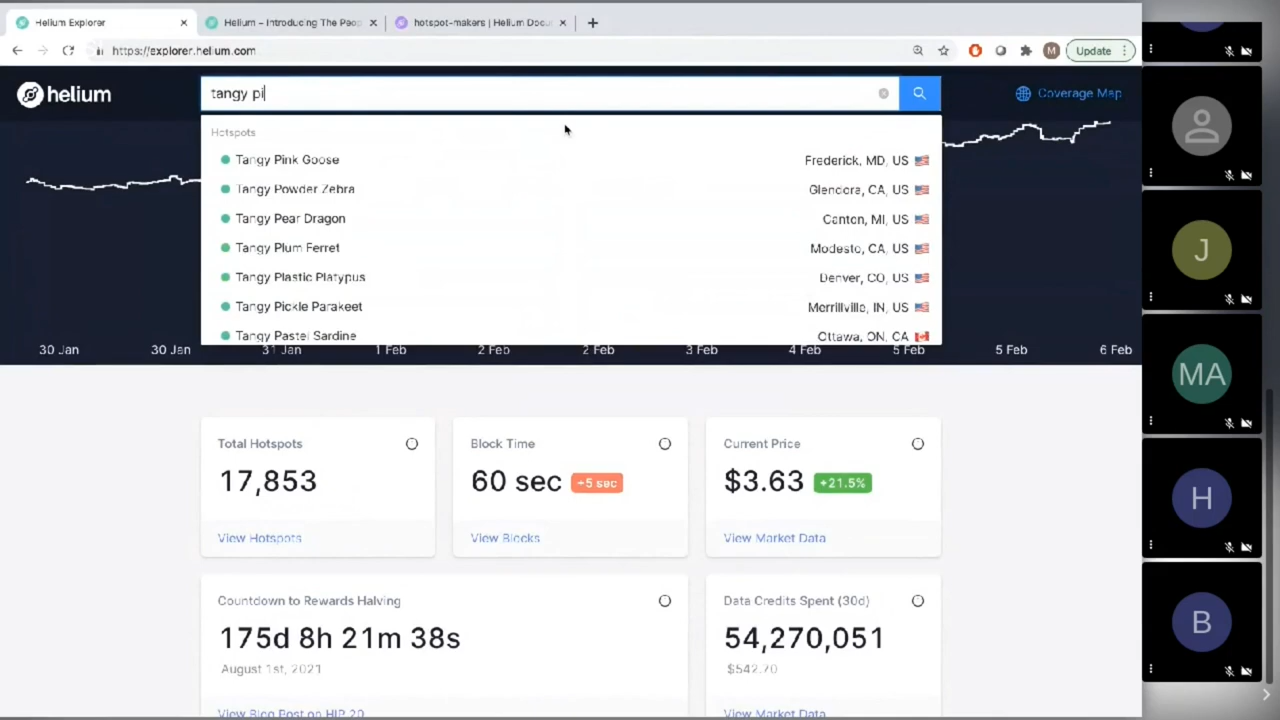 Helium Explorer
Helium – Introducing The Peop
hotspot-makers | Helium Docu
https://explorer.helium.com
M
Update
helium
tangy pi
Coverage Map
Hotspots
Tangy Pink Goose Frederick, MD, US
Tangy Powder Zebra Glendora, CA, US
Tangy Pear Dragon Canton, MI, US
Tangy Plum Ferret Modesto, CA, US
Tangy Plastic Platypus Denver, CO, US
Tangy Pickle Parakeet Merrillville, IN, US
Tangy Pastel Sardine Ottawa, ON, CA
30 Jan 30 Jan 31 Jan 1 Feb 2 Feb 2 Feb 3 Feb 4 Feb 5 Feb 5 Feb 6 Feb
Total Hotspots
17,853
View Hotspots
Block Time
60 sec +5 sec
View Blocks
Current Price
$3.63 +21.5%
View Market Data
Countdown to Rewards Halving
175d 8h 21m 38s
August 1st, 2021
View Blog Post on HIP 20
Data Credits Spent (30d)
54,270,051
$542.70
View Market Data
J
MA
H
B